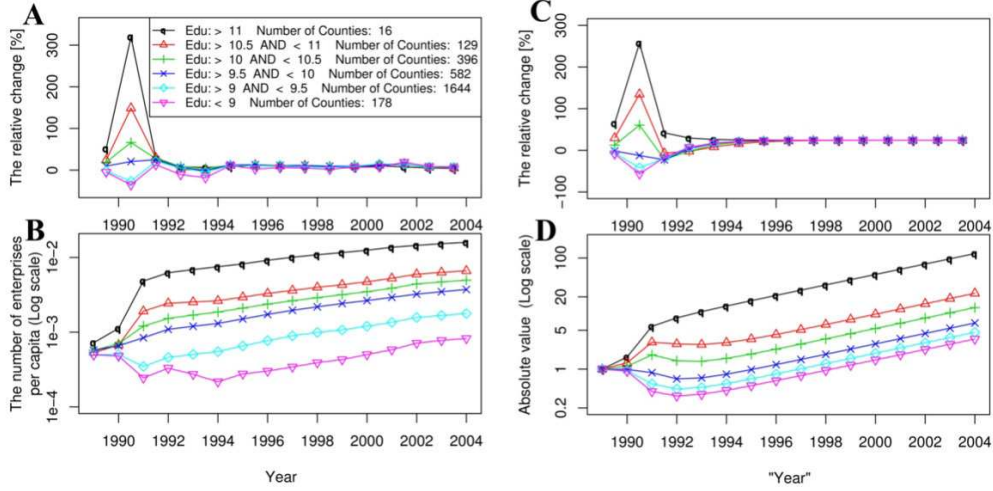 A
The relative change [%]
300
200
100
0
Edu: > 11 Number of Counties: 16
Edu: > 10.5 AND < 11 Number of Counties: 129
Edu: > 10 AND < 10.5 Number of Counties: 396
Edu: > 9.5 AND < 10 Number of Counties: 582
Edu: > 9 AND < 9.5 Number of Counties: 1644
Edu: < 9 Number of Counties: 178
1990 1992 1994 1996 1998 2000 2002 2004
C
The relative change [%]
300
200
100
0
−100
1990 1992 1994 1996 1998 2000 2002 2004
B
The number of enterprises
per capita (Log scale)
1e−2
1e−3
1e−4
1990 1992 1994 1996 1998 2000 2002 2004
Year
D
Absolute value (Log scale)
100
20
5
1
0.2
1990 1992 1994 1996 1998 2000 2002 2004
"Year"